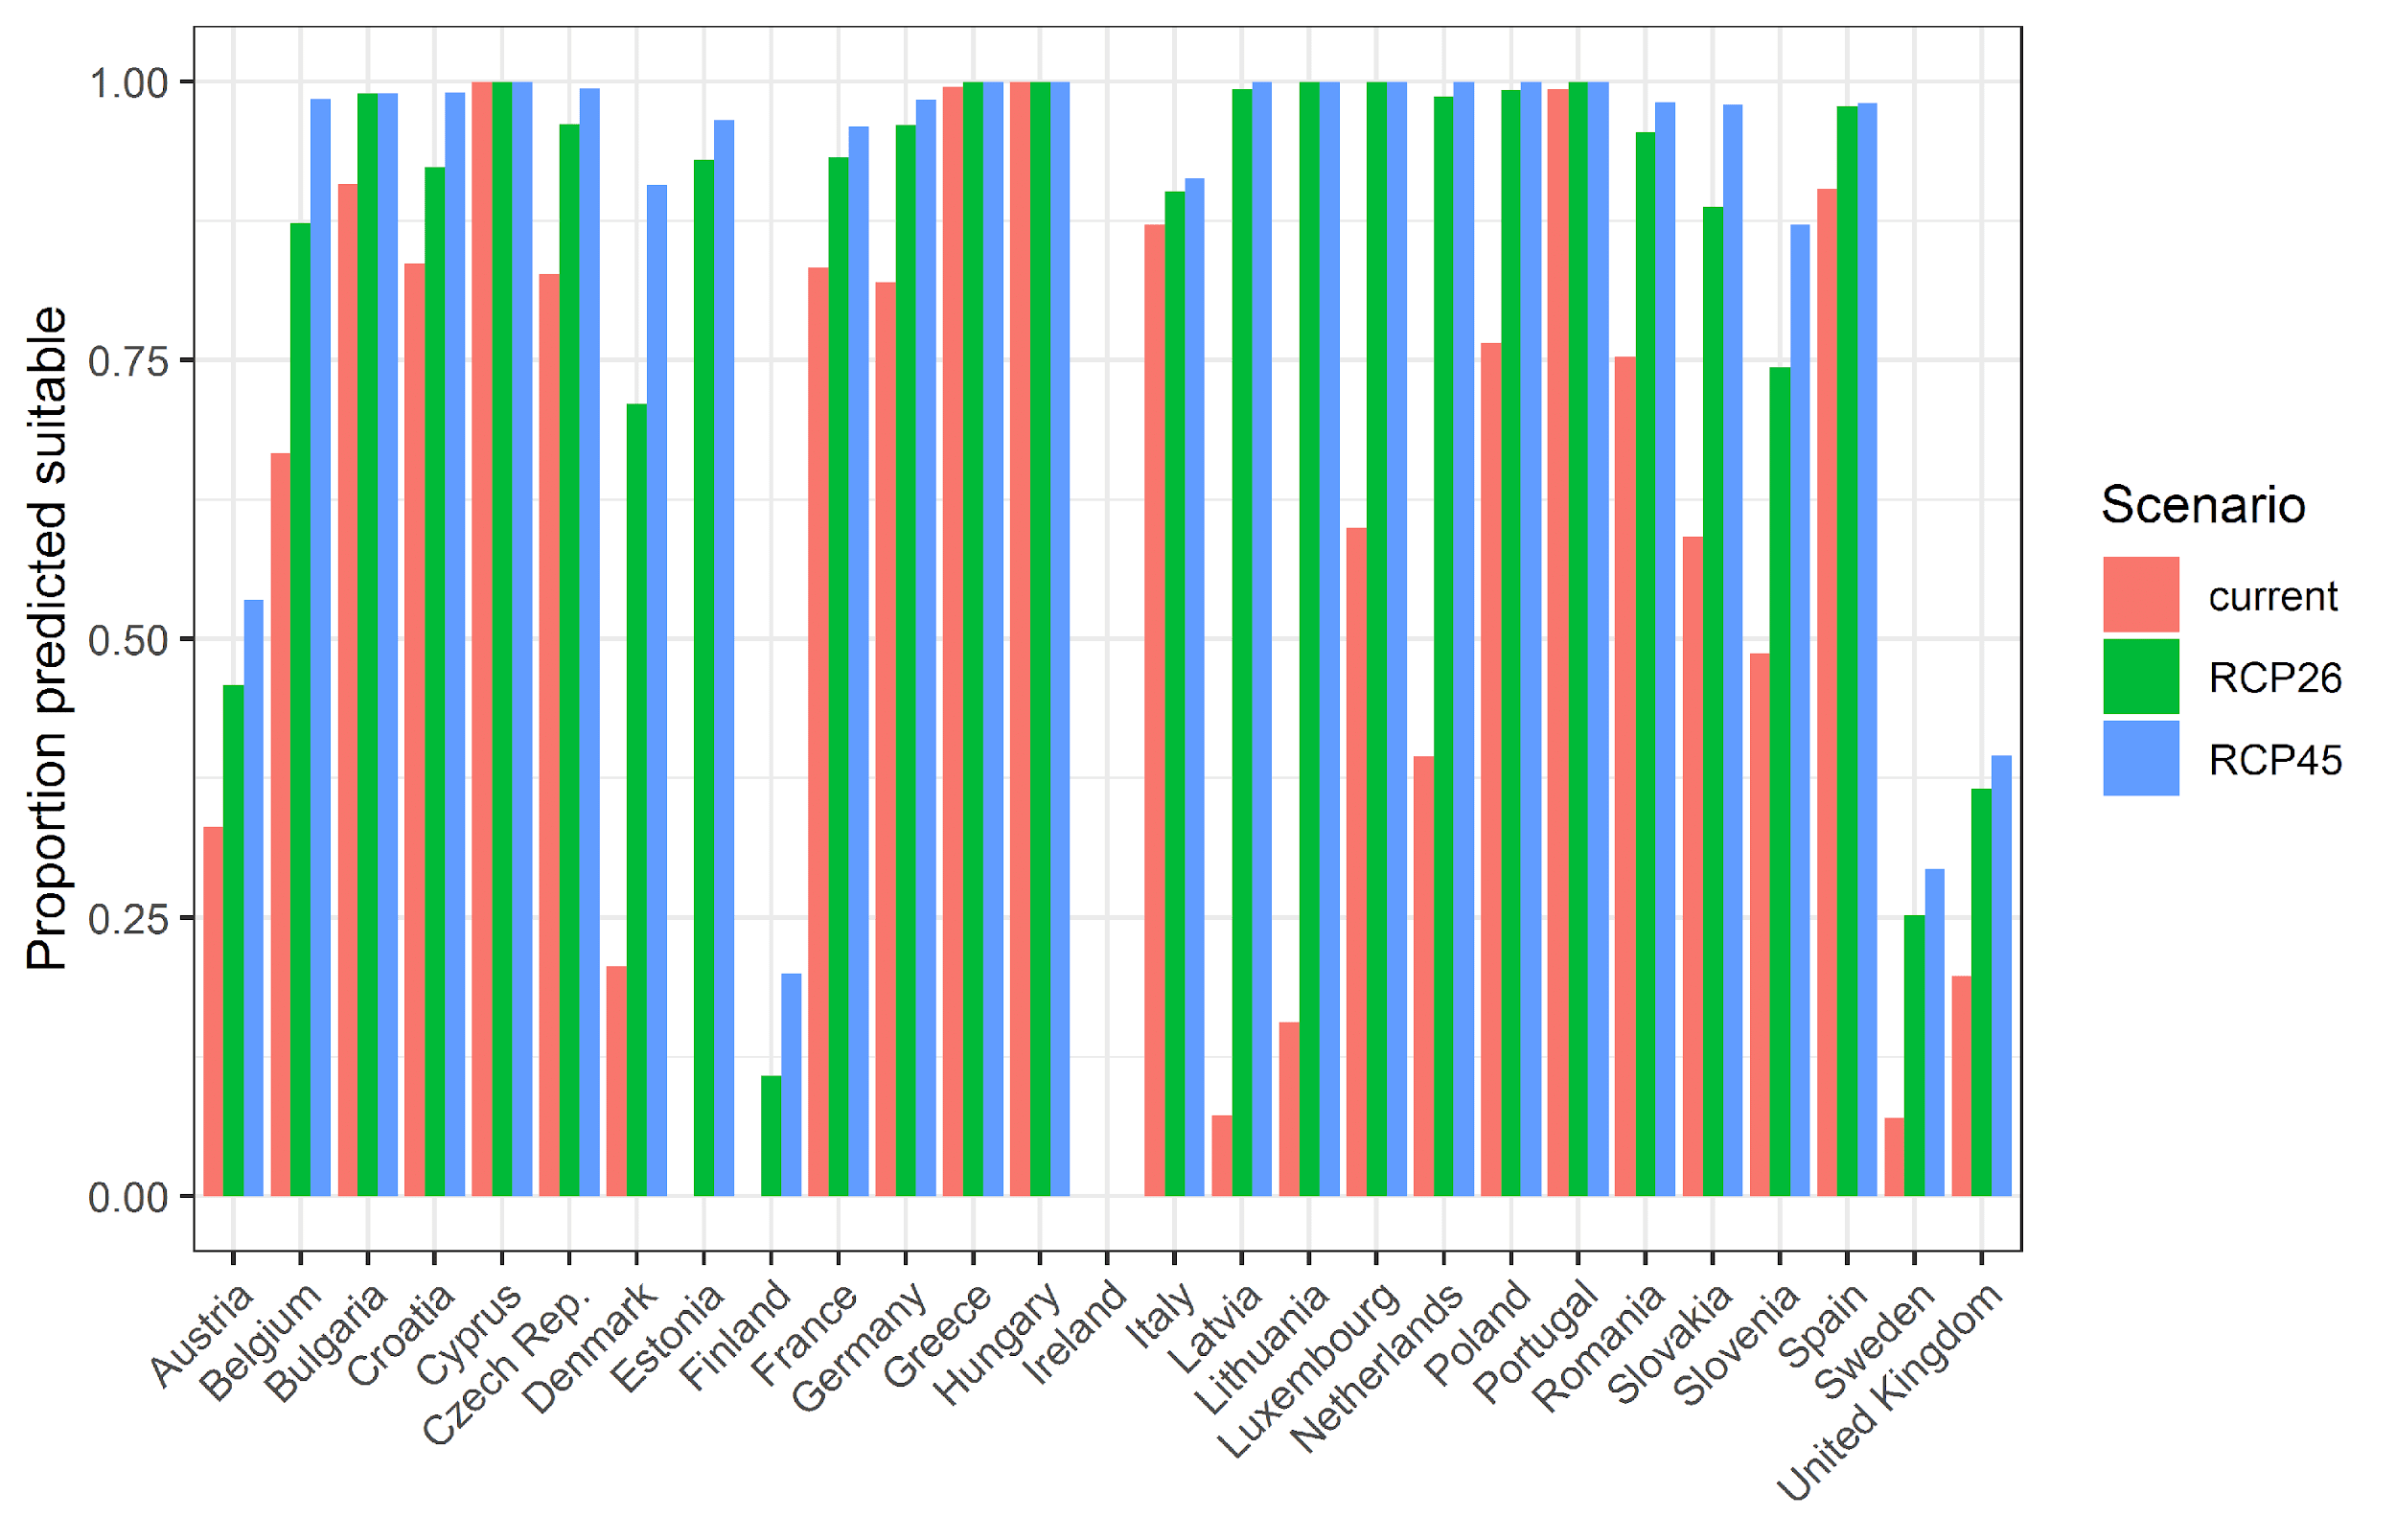 Proportion predicted suitable
1.00
0.75
0.50
0.25
0.00
Austria
Belgium
Bulgaria
Croatia
Cyprus
Czech Rep.
Denmark
Estonia
Finland
France
Germany
Greece
Hungary
Ireland
Italy
Latvia
Lithuania
Luxembourg
Netherlands
Poland
Portugal
Romania
Slovakia
Slovenia
Spain
Sweden
United Kingdom
Scenario
current
RCP26
RCP45